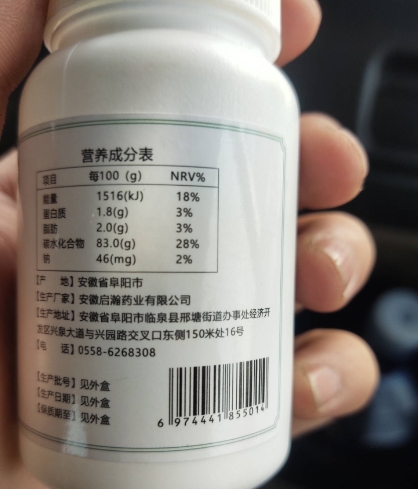 营养成分表
项目 每100 (g) NRV%
能量 1516(kJ) 18%
蛋白质 1.8(g) 3%
脂肪 2.0(g) 3%
碳水化合物 83.0(g) 28%
钠 46(mg) 2%
【产 地】安徽省阜阳市
【生产厂家】安徽启瀚药业有限公司
【生产地址】安徽省阜阳市临泉县邢塘街道办事处经济开
发区兴泉大道与兴园路交叉口东侧150米处16号
【电 话】0558-6268308
【生产批号】见外盒
【生产日期】见外盒
【保质期至】见外盒
6 974441 855014